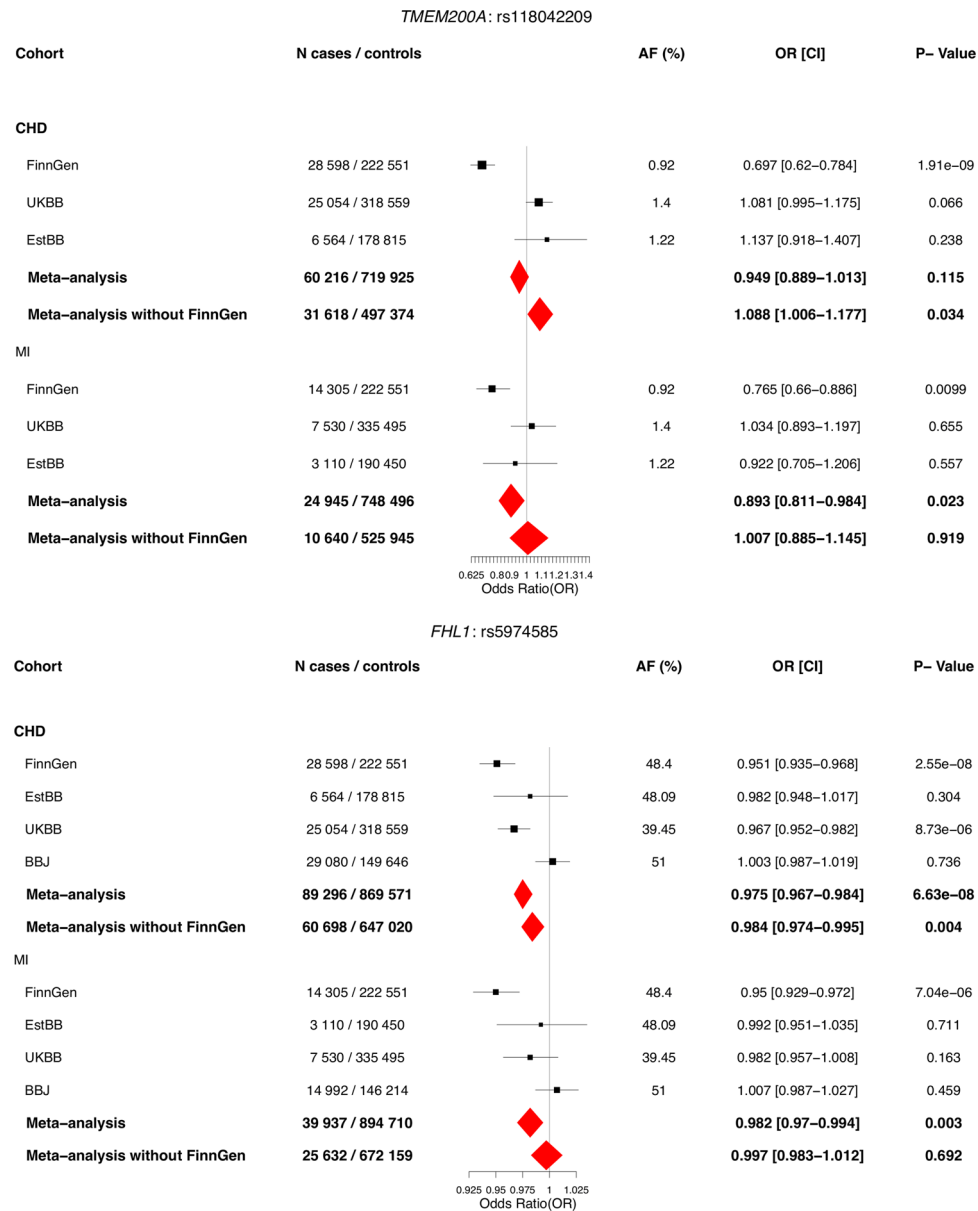 TMEM200A: rs118042209
Cohort N cases / controls AF (%) OR [CI] P− Value
CHD
FinnGen 28 598 / 222 551 0.92 0.697 [0.62−0.784] 1.91e−09
UKBB 25 054 / 318 559 1.4 1.081 [0.995−1.175] 0.066
EstBB 6 564 / 178 815 1.22 1.137 [0.918−1.407] 0.238
Meta−analysis 60 216 / 719 925 0.949 [0.889−1.013] 0.115
Meta−analysis without FinnGen 31 618 / 497 374 1.088 [1.006−1.177] 0.034
MI
FinnGen 14 305 / 222 551 0.92 0.765 [0.66−0.886] 0.0099
UKBB 7 530 / 335 495 1.4 1.034 [0.893−1.197] 0.655
EstBB 3 110 / 190 450 1.22 0.922 [0.705−1.206] 0.557
Meta−analysis 24 945 / 748 496 0.893 [0.811−0.984] 0.023
Meta−analysis without FinnGen 10 640 / 525 945 1.007 [0.885−1.145] 0.919
0.625 0.80.9 1 1.11.21.31.4
Odds Ratio(OR)
FHL1: rs5974585
Cohort N cases / controls AF (%) OR [CI] P− Value
CHD
FinnGen 28 598 / 222 551 48.4 0.951 [0.935−0.968] 2.55e−08
EstBB 6 564 / 178 815 48.09 0.982 [0.948−1.017] 0.304
UKBB 25 054 / 318 559 39.45 0.967 [0.952−0.982] 8.73e−06
BBJ 29 080 / 149 646 51 1.003 [0.987−1.019] 0.736
Meta−analysis 89 296 / 869 571 0.975 [0.967−0.984] 6.63e−08
Meta−analysis without FinnGen 60 698 / 647 020 0.984 [0.974−0.995] 0.004
MI
FinnGen 14 305 / 222 551 48.4 0.95 [0.929−0.972] 7.04e−06
EstBB 3 110 / 190 450 48.09 0.992 [0.951−1.035] 0.711
UKBB 7 530 / 335 495 39.45 0.982 [0.957−1.008] 0.163
BBJ 14 992 / 146 214 51 1.007 [0.987−1.027] 0.459
Meta−analysis 39 937 / 894 710 0.982 [0.97−0.994] 0.003
Meta−analysis without FinnGen 25 632 / 672 159 0.997 [0.983−1.012] 0.692
0.925 0.95 0.975 1 1.025
Odds Ratio(OR)